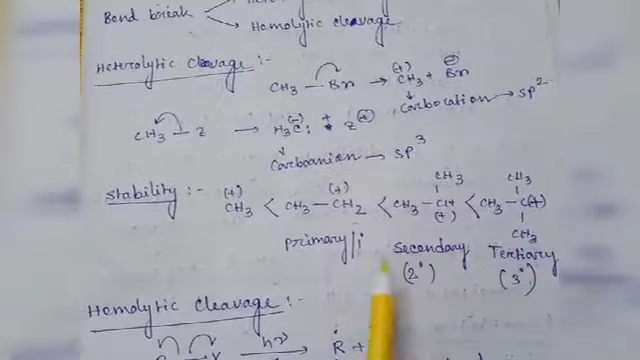 Bond break
Homolytic cleavage
Heterolytic cleavage :-
CH₃ — Br → (+) CH₃ + Br (−)
Carbocation → sp²
CH₃ — Z → H₃C: (−) + Z (+)
Carboanion → sp³
Stability :- (+) CH₃ < CH₃ — (+) CH₂ < CH₃ — CH (+) — CH₃ < CH₃ — C(+) — CH₃ CH₃
Primary/1° Secondary Tertiary
(2°) (3°)
Homolytic Cleavage :-
hν → Ṙ +